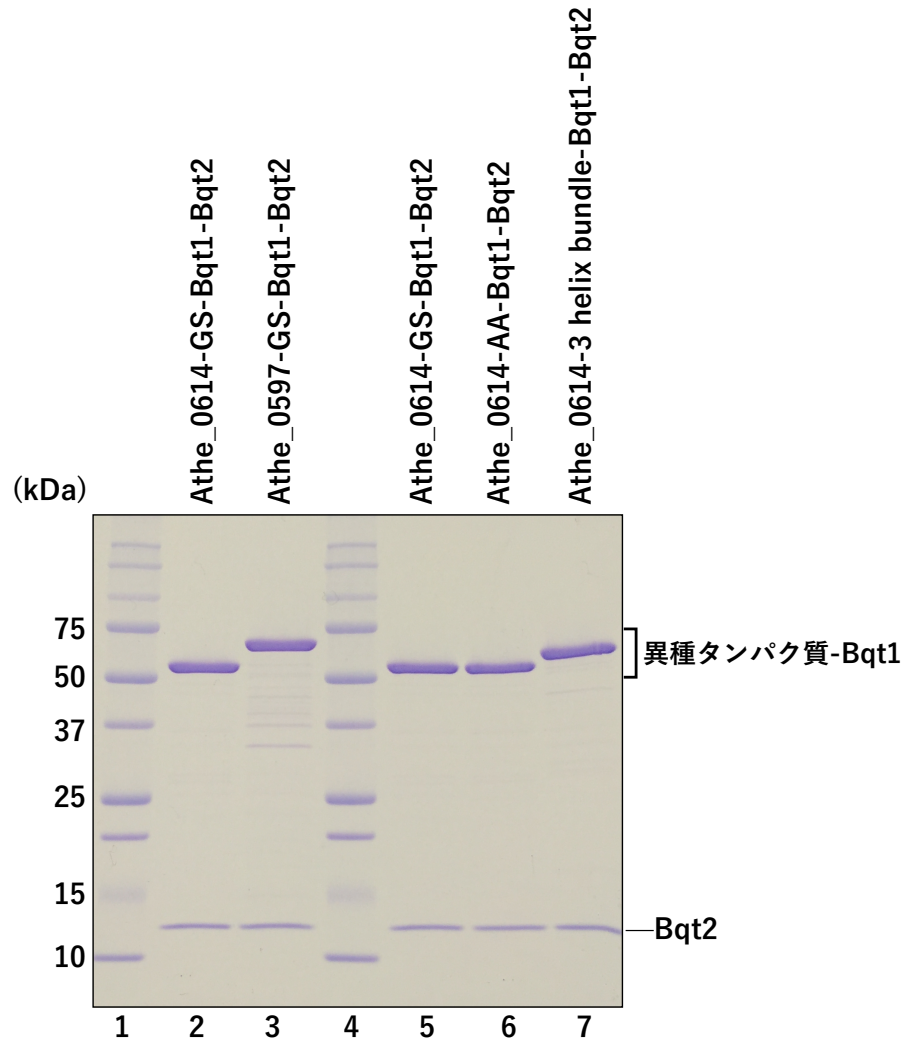 Athe_0614-GS-Bqt1-Bqt2
Athe_0597-GS-Bqt1-Bqt2
Athe_0614-GS-Bqt1-Bqt2
Athe_0614-AA-Bqt1-Bqt2
Athe_0614-3 helix bundle-Bqt1-Bqt2
(kDa)
75
50
37
25
15
10
異種タンパク質-Bqt1
Bqt2
1 2 3 4 5 6 7